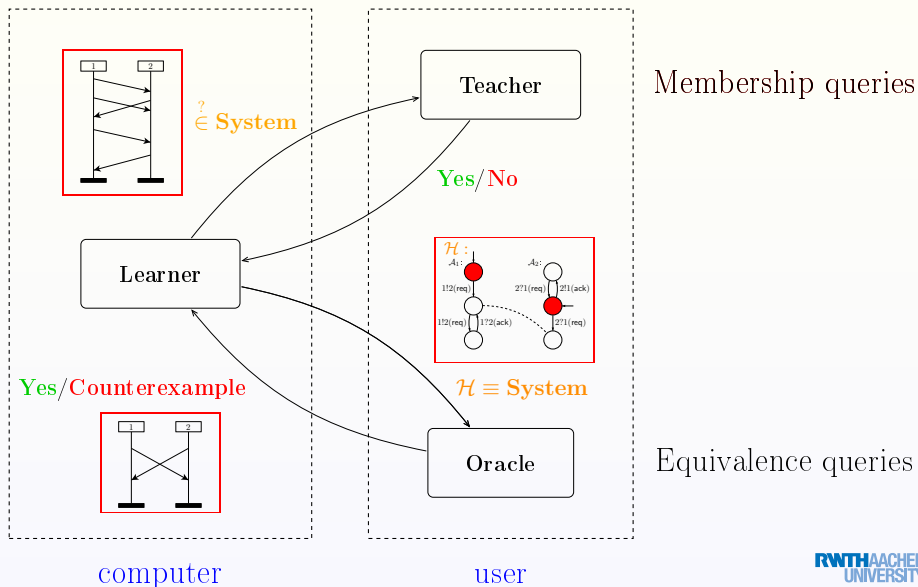 1 2
? ∈ System
Teacher
Membership queries
Yes/No
Learner
ℋ :
𝒜₁: 𝒜₂:
1!2(req) 2?1(req) 2!1(ack)
1!2(req) 1?2(ack) 2?1(req)
Yes/Counterexample
ℋ ≡ System
1 2
Oracle
Equivalence queries
computer
user
RWTH AACHEN
UNIVERSITY